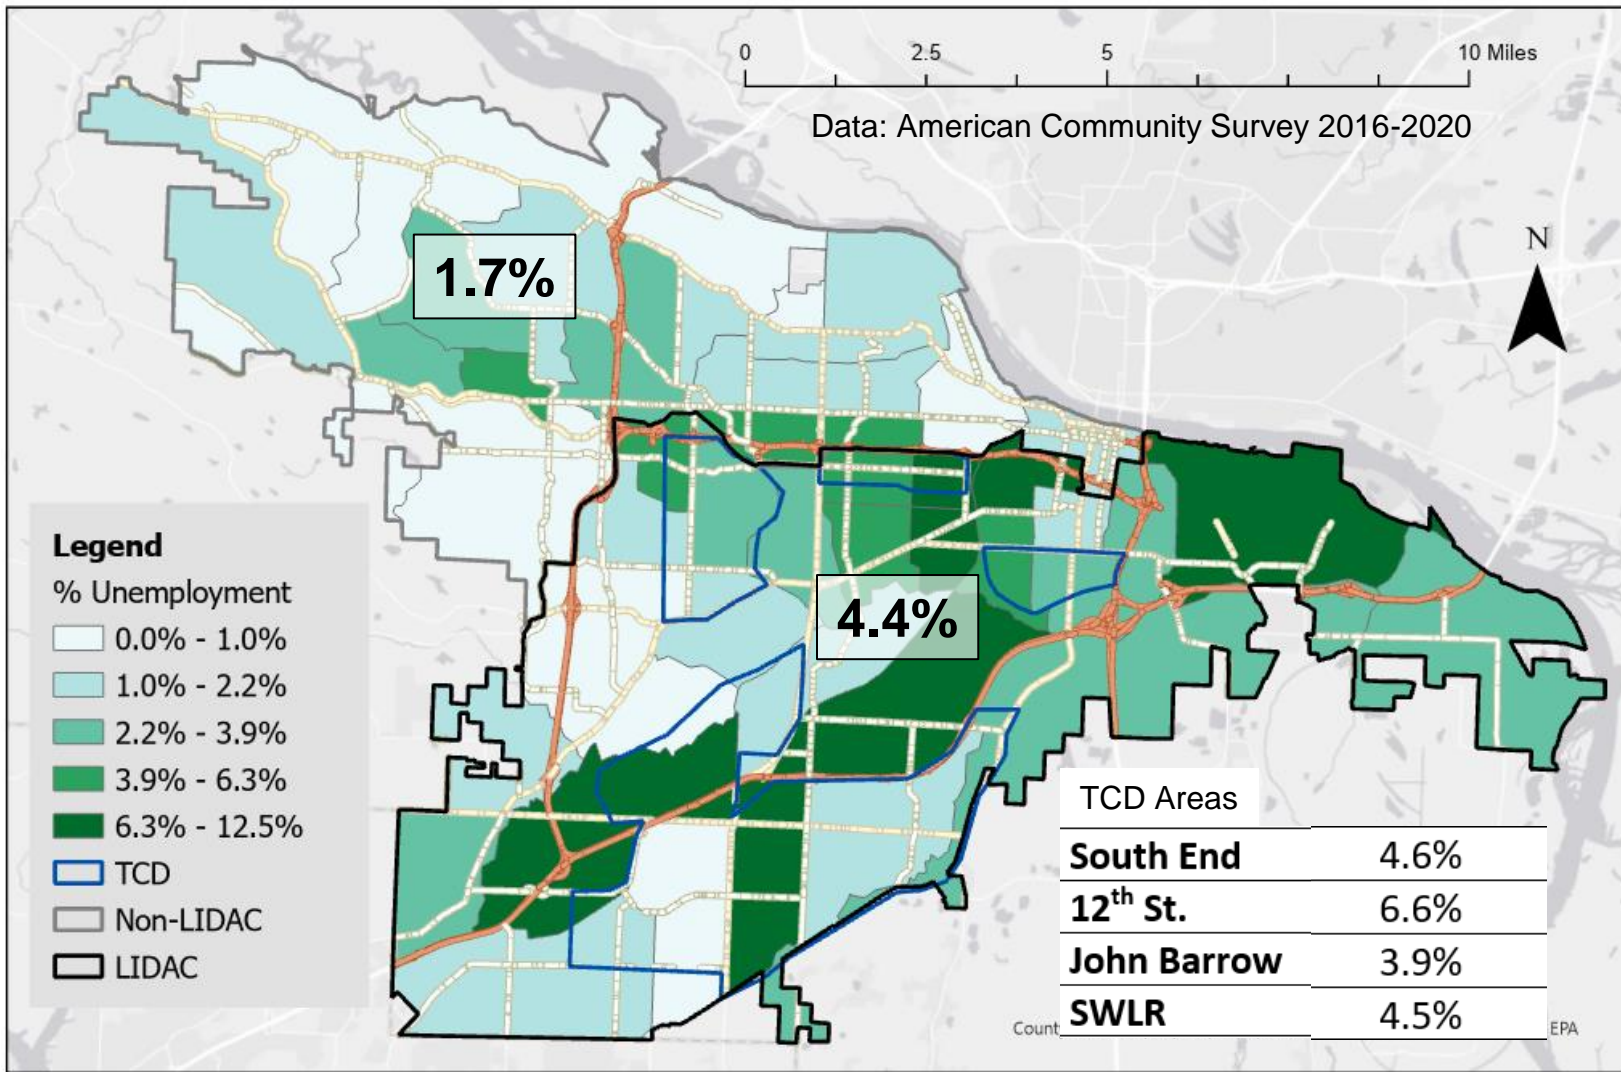 0 2.5 5 10 Miles
Data: American Community Survey 2016-2020
N
1.7%
4.4%
Legend
% Unemployment
0.0% - 1.0%
1.0% - 2.2%
2.2% - 3.9%
3.9% - 6.3%
6.3% - 12.5%
TCD
Non-LIDAC
LIDAC
TCD Areas
South End 4.6%
12th St. 6.6%
John Barrow 3.9%
SWLR 4.5%
Count
EPA